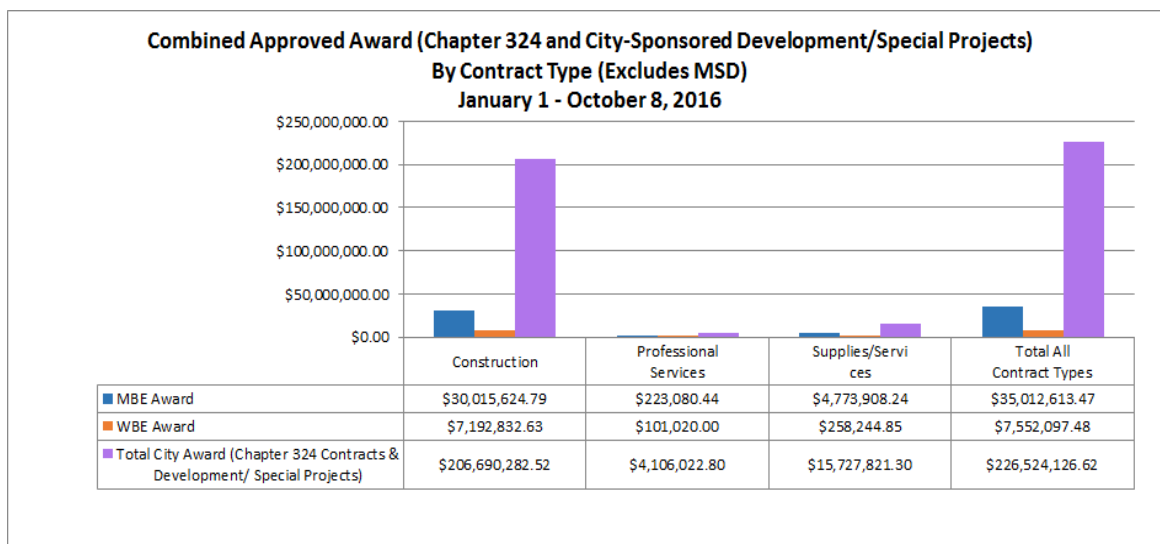 Combined Approved Award (Chapter 324 and City-Sponsored Development/Special Projects)
By Contract Type (Excludes MSD)
January 1 - October 8, 2016
$250,000,000.00
$200,000,000.00
$150,000,000.00
$100,000,000.00
$50,000,000.00
$0.00
Construction
Professional
Services
Supplies/Servi
ces
Total All
Contract Types
MBE Award $30,015,624.79 $223,080.44 $4,773,908.24 $35,012,613.47
WBE Award $7,192,832.63 $101,020.00 $258,244.85 $7,552,097.48
Total City Award (Chapter 324 Contracts &
Development/ Special Projects)
$206,690,282.52 $4,106,022.80 $15,727,821.30 $226,524,126.62